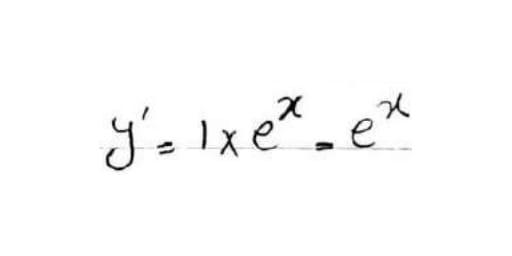 y' = 1 × e^x = e^x